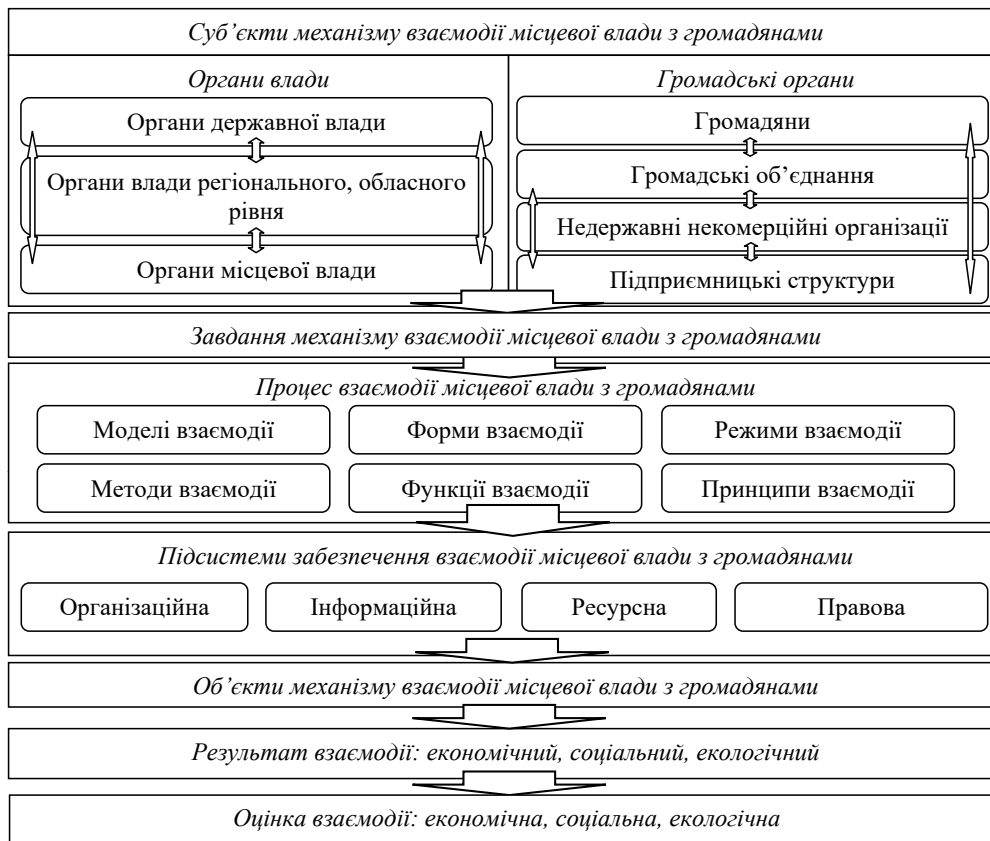 Суб’єкти механізму взаємодії місцевої влади з громадянами
Органи влади
Органи державної влади
Органи влади регіонального, обласного
рівня
Органи місцевої влади
Громадські органи
Громадяни
Громадські об’єднання
Недержавні некомерційні організації
Підприємницькі структури
Завдання механізму взаємодії місцевої влади з громадянами
Процес взаємодії місцевої влади з громадянами
Моделі взаємодії
Форми взаємодії
Режими взаємодії
Методи взаємодії
Функції взаємодії
Принципи взаємодії
Підсистеми забезпечення взаємодії місцевої влади з громадянами
Організаційна
Інформаційна
Ресурсна
Правова
Об’єкти механізму взаємодії місцевої влади з громадянами
Результат взаємодії: економічний, соціальний, екологічний
Оцінка взаємодії: економічна, соціальна, екологічна